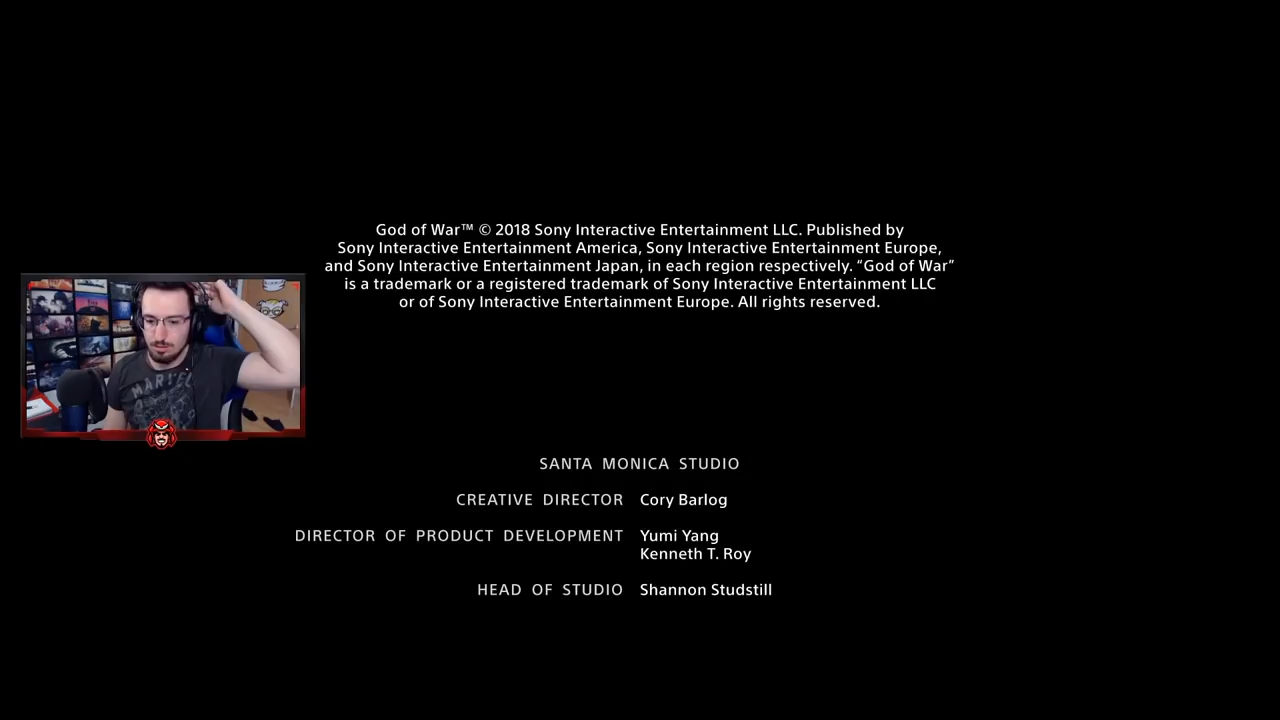 God of War™ © 2018 Sony Interactive Entertainment LLC. Published by
Sony Interactive Entertainment America, Sony Interactive Entertainment Europe,
and Sony Interactive Entertainment Japan, in each region respectively. “God of War”
is a trademark or a registered trademark of Sony Interactive Entertainment LLC
or of Sony Interactive Entertainment Europe. All rights reserved.
MARVEL
SANTA MONICA STUDIO
CREATIVE DIRECTOR Cory Barlog
DIRECTOR OF PRODUCT DEVELOPMENT Yumi Yang
Kenneth T. Roy
HEAD OF STUDIO Shannon Studstill